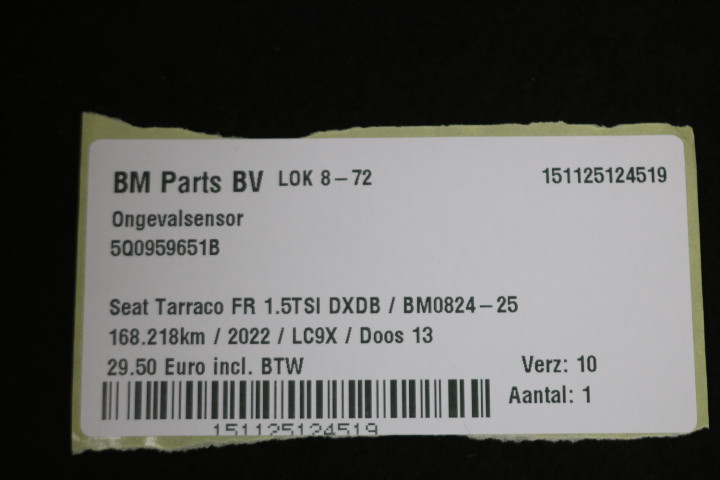 BM Parts BV LOK 8-72 151125124519
Ongevalsensor
5Q0959651B
Seat Tarraco FR 1.5TSI DXDB / BM0824-25
168.218km / 2022 / LC9X / Doos 13
29.50 Euro incl. BTW Verz: 10
Aantal: 1
151125124519